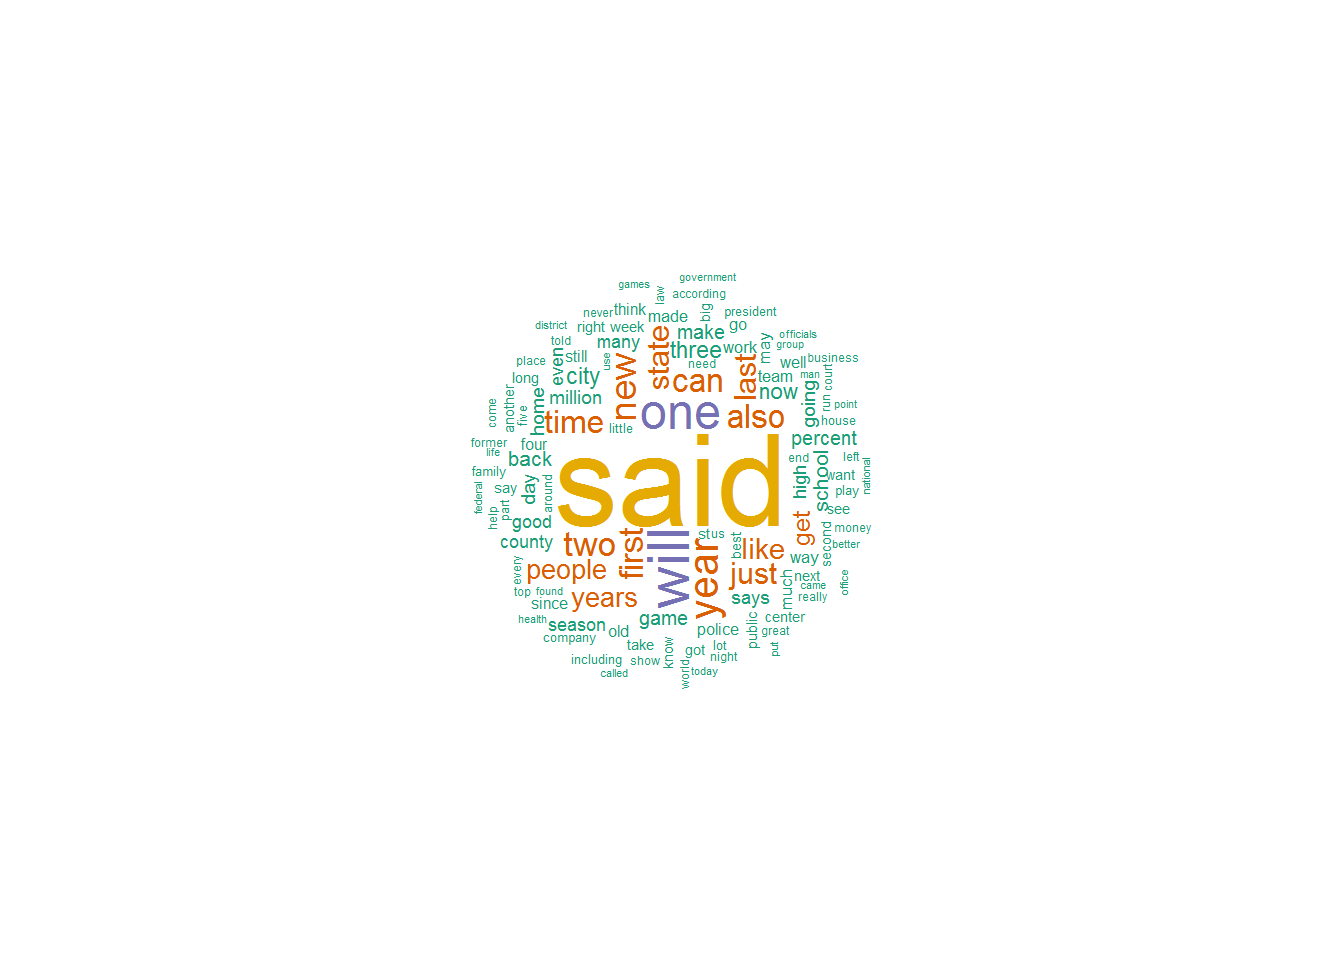 government
games
law
according
never
think
made
big
president
district
right
week
state
make
go
officials
told
many
three
work
may
group
place
even
still
use
new
need
last
well
business
long
city
can
team
man
court
come
another
five
home
million
one
now
going
run
point
time
little
also
house
former
life
four
back
said
percent
end
left
family
say
day
around
high
school
want
national
federal
help
part
good
get
play
see
county
two
first
will
stus
year
best
like
second
money
better
every
people
just
way
top
found
years
says
much
next
came
really
office
since
health
season
game
police
public
center
great
company
old
take
know
got
lot
night
put
including
show
world
today
called